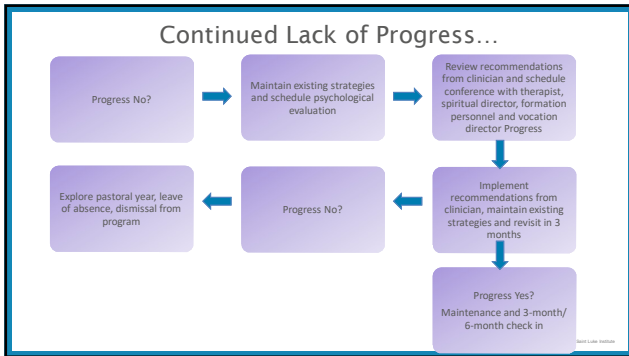 Continued Lack of Progress…
Progress No?
Maintain existing strategies
and schedule psychological
evaluation
Review recommendations
from clinician and schedule
conference with therapist,
spiritual director, formation
personnel and vocation
director Progress
Explore pastoral year, leave
of absence, dismissal from
program
Progress No?
Implement
recommendations from
clinician, maintain existing
strategies and revisit in 3
months
Progress Yes?
Maintenance and 3-month/
6-month check in
Saint Luke Institute